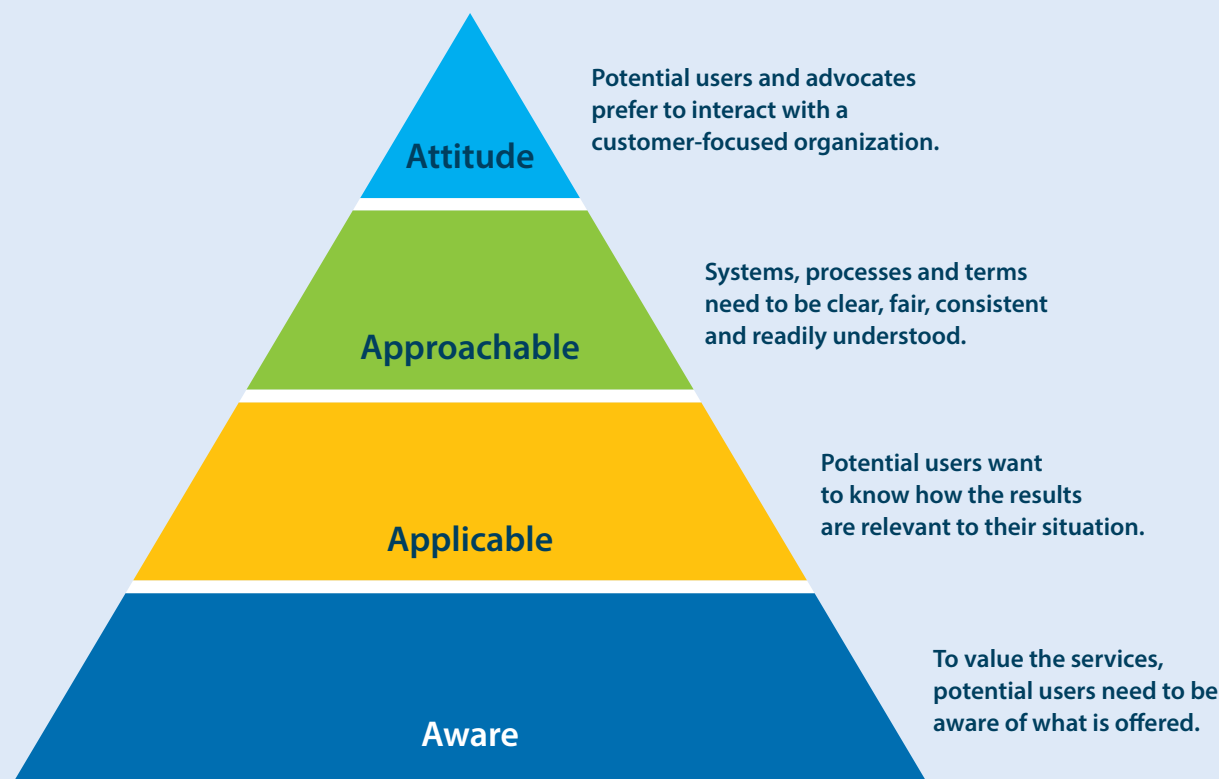 Potential users and advocates
prefer to interact with a
customer-focused organization.
Attitude
Systems, processes and terms
need to be clear, fair, consistent
and readily understood.
Approachable
Potential users want
to know how the results
are relevant to their situation.
Applicable
To value the services,
potential users need to be
aware of what is offered.
Aware